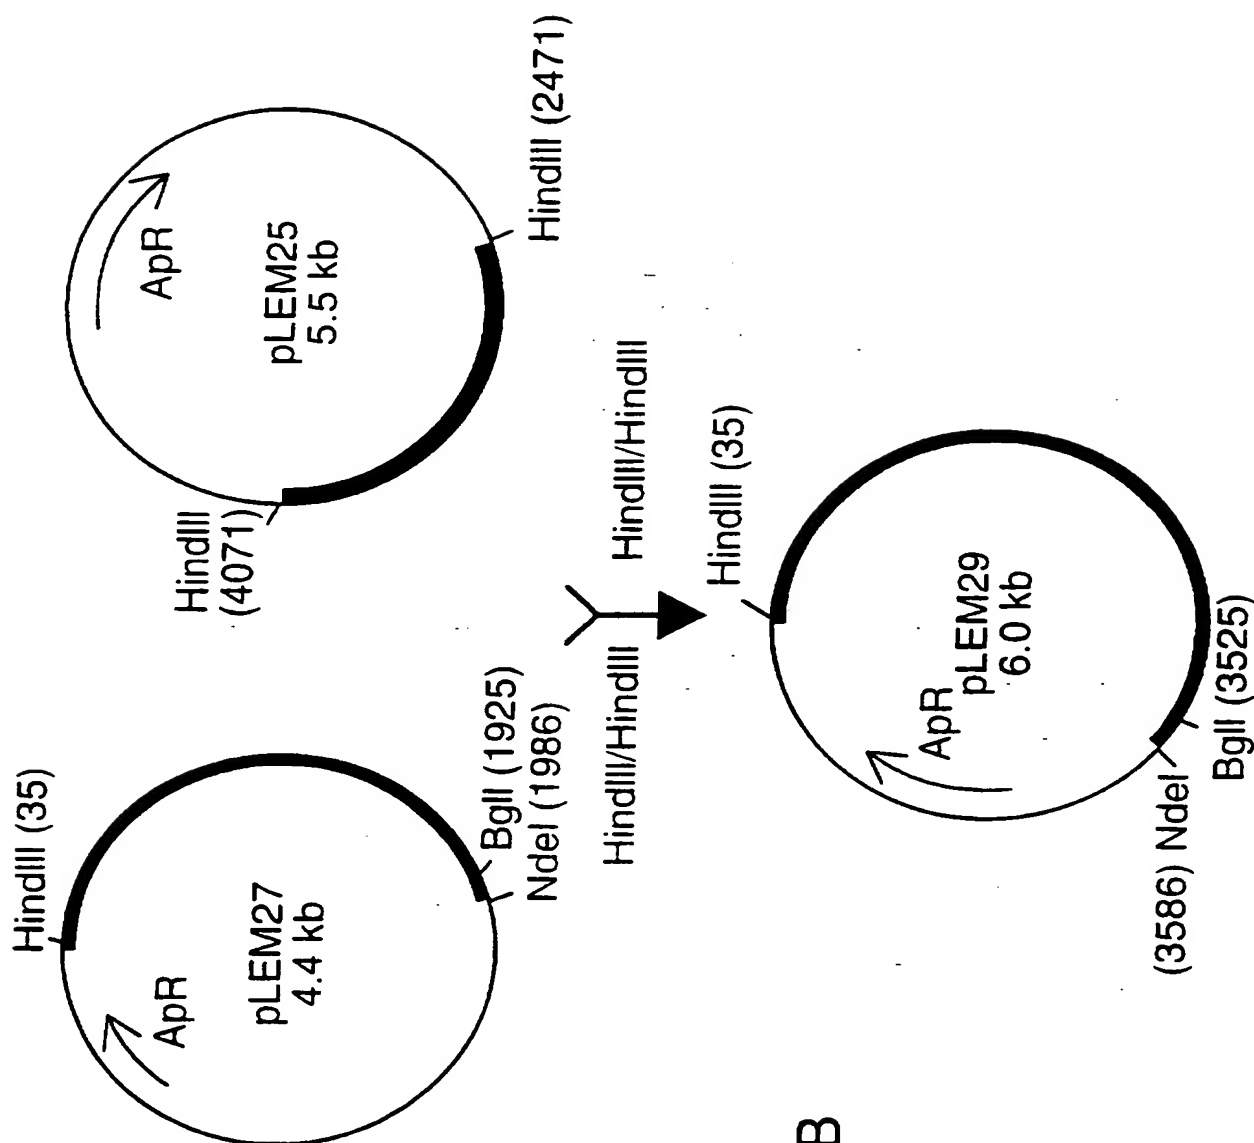 HindIII (35)
ApR
pLEM27
4.4 kb
BglI (1925)
NdeI (1986)
HindIII
(4071)
ApR
pLEM25
5.5 kb
HindIII (2471)
HindIII/HindIII
HindIII/HindIII
HindIII (35)
ApR
pLEM29
6.0 kb
(3586) NdeI
BglI (3525)
B